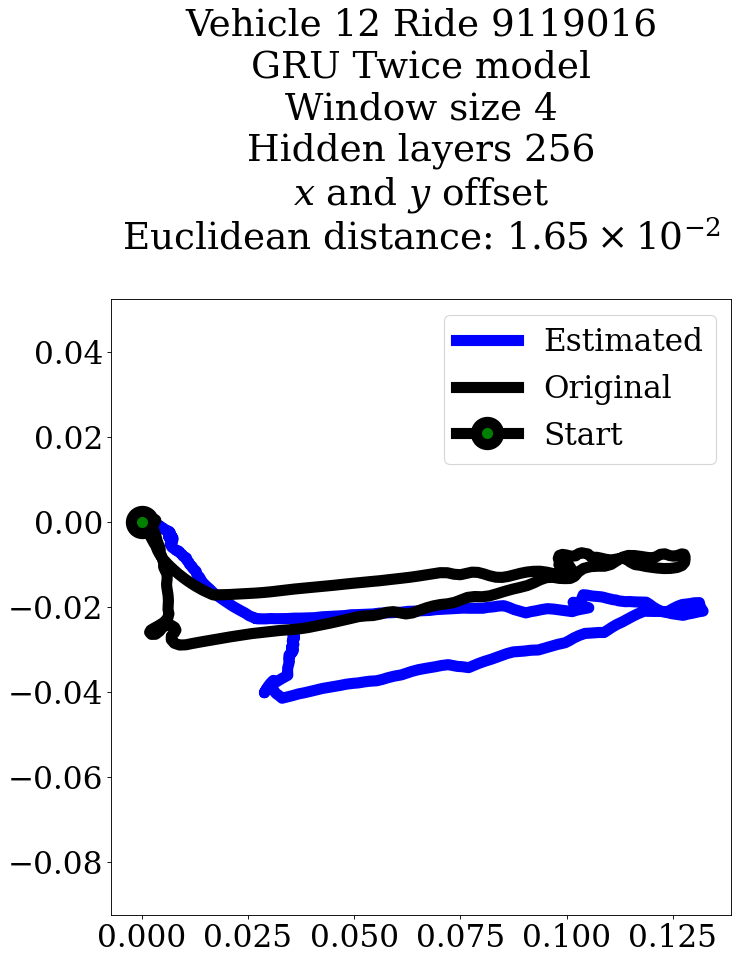 Vehicle 12 Ride 9119016
GRU Twice model
Window size 4
Hidden layers 256
x and y offset
Euclidean distance: 1.65 × 10⁻²
Estimated
Original
Start
0.04
0.02
0.00
−0.02
−0.04
−0.06
−0.08
0.000 0.025 0.050 0.075 0.100 0.125